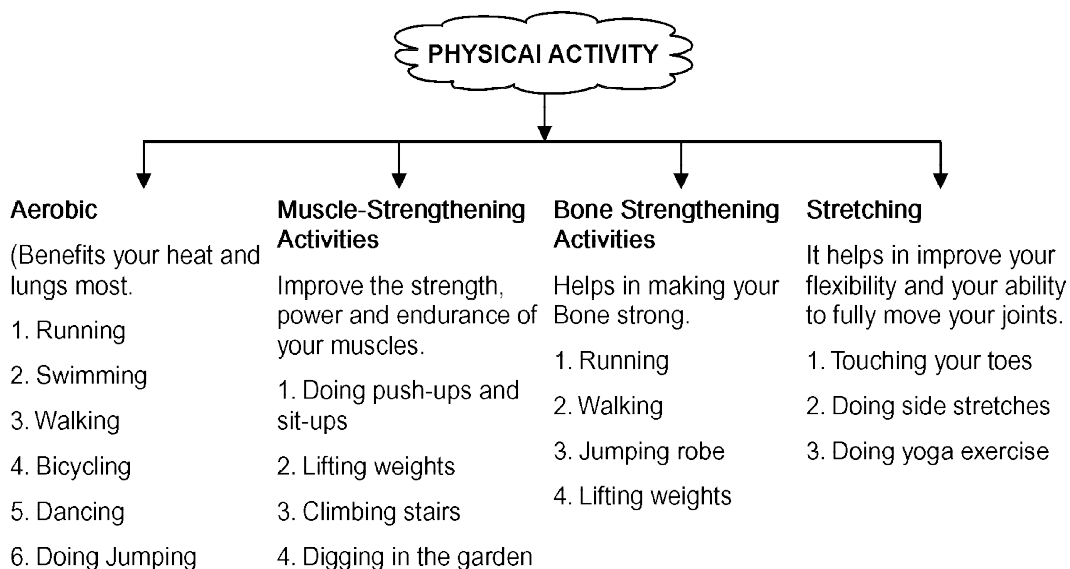 PHYSICAl ACTIVITY
Aerobic
(Benefits your heat and
lungs most.
1. Running
2. Swimming
3. Walking
4. Bicycling
5. Dancing
6. Doing Jumping
Muscle-Strengthening
Activities
Improve the strength,
power and endurance of
your muscles.
1. Doing push-ups and
sit-ups
2. Lifting weights
3. Climbing stairs
4. Digging in the garden
Bone Strengthening
Activities
Helps in making your
Bone strong.
1. Running
2. Walking
3. Jumping robe
4. Lifting weights
Stretching
It helps in improve your
flexibility and your ability
to fully move your joints.
1. Touching your toes
2. Doing side stretches
3. Doing yoga exercise